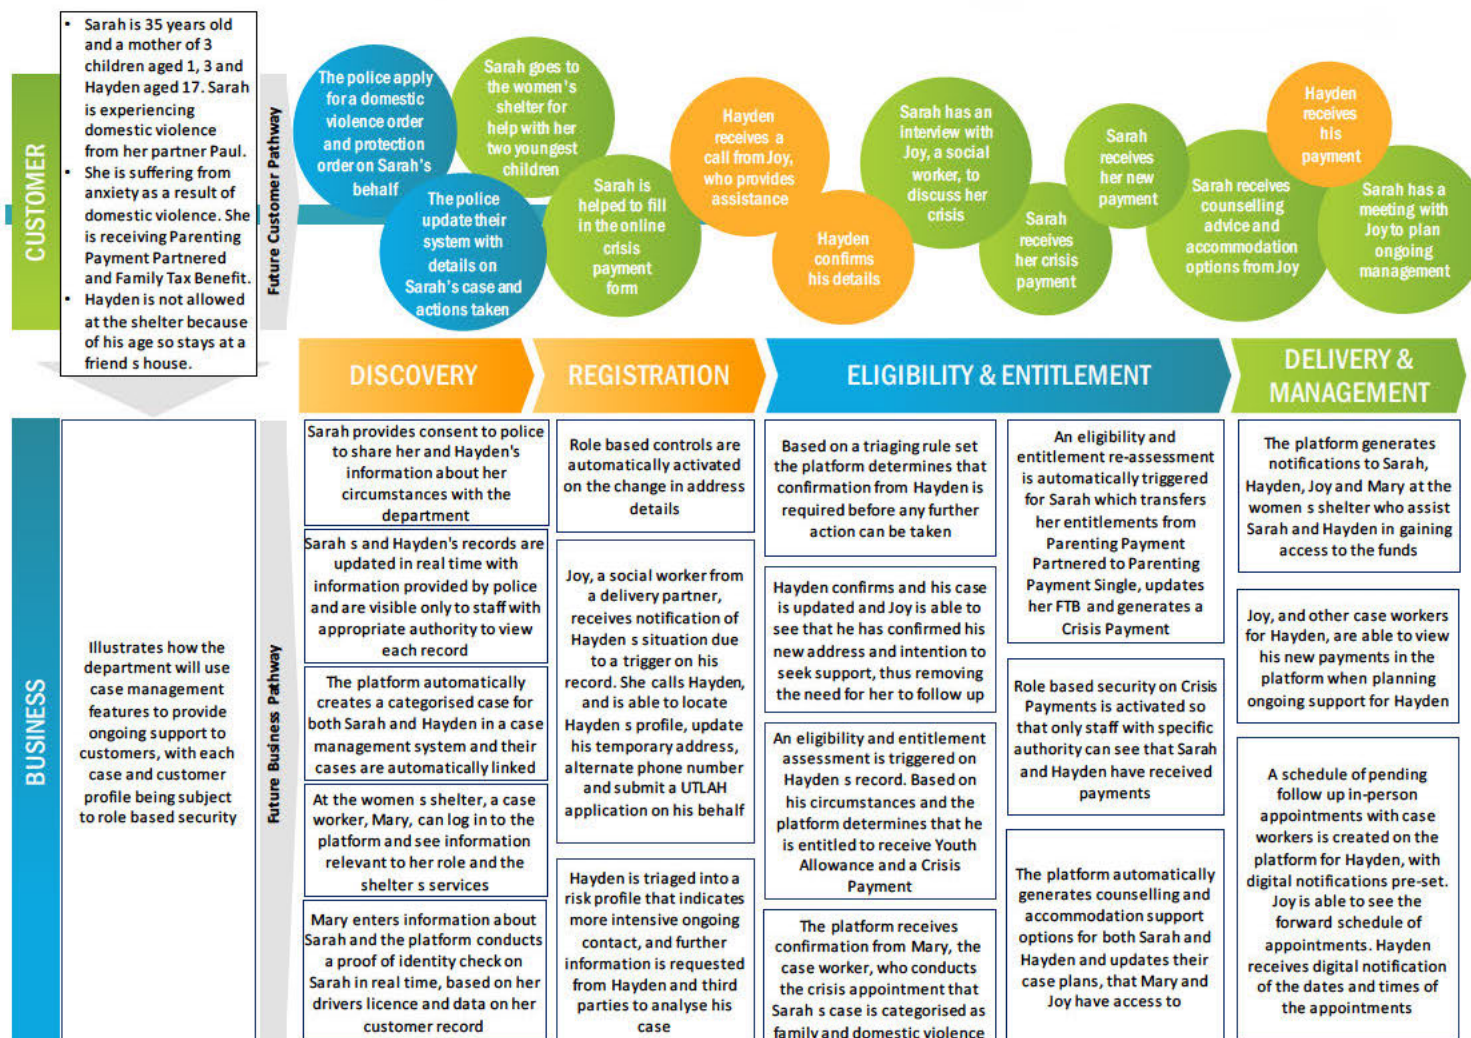 CUSTOMER
▪ Sarah is 35 years old
and a mother of 3
children aged 1, 3 and
Hayden aged 17. Sarah
is experiencing
domestic violence
from her partner Paul.
▪ She is suffering from
anxiety as a result of
domestic violence. She
is receiving Parenting
Payment Partnered
and Family Tax Benefit.
▪ Hayden is not allowed
at the shelter because
of his age so stays at a
friend s house.
Future Customer Pathway
The police apply
for a domestic
violence order
and protection
order on Sarah's
behalf
The police
update their
system with
details on
Sarah's case and
actions taken
Sarah goes to
the women's
shelter for
help with her
two youngest
children
Sarah is
helped to fill
in the online
crisis
payment
form
Hayden
receives a
call from Joy,
who provides
assistance
Hayden
confirms
his details
Sarah has an
interview with
Joy, a social
worker, to
discuss her
crisis
Sarah
receives
her crisis
payment
Sarah
receives
her new
payment
Sarah receives
counselling
advice and
accommodation
options from Joy
Hayden
receives
his
payment
Sarah has a
meeting with
Joy to plan
ongoing
management
DISCOVERY
REGISTRATION
ELIGIBILITY & ENTITLEMENT
DELIVERY &
MANAGEMENT
BUSINESS
Illustrates how the
department will use
case management
features to provide
ongoing support to
customers, with each
case and customer
profile being subject
to role based security
Future Business Pathway
Sarah provides consent to police
to share her and Hayden's
information about her
circumstances with the
department
Sarah s and Hayden's records are
updated in real time with
information provided by police
and are visible only to staff with
appropriate authority to view
each record
The platform automatically
creates a categorised case for
both Sarah and Hayden in a case
management system and their
cases are automatically linked
At the women s shelter, a case
worker, Mary, can log in to the
platform and see information
relevant to her role and the
shelter s services
Mary enters information about
Sarah and the platform conducts
a proof of identity check on
Sarah in real time, based on her
drivers licence and data on her
customer record
Role based controls are
automatically activated
on the change in address
details
Joy, a social worker from
a delivery partner,
receives notification of
Hayden s situation due
to a trigger on his
record. She calls Hayden,
and is able to locate
Hayden s profile, update
his temporary address,
alternate phone number
and submit a UTLAH
application on his behalf
Hayden is triaged into a
risk profile that indicates
more intensive ongoing
contact, and further
information is requested
from Hayden and third
parties to analyse his
case
Based on a triaging rule set
the platform determines that
confirmation from Hayden is
required before any further
action can be taken
Hayden confirms and his case
is updated and Joy is able to
see that he has confirmed his
new address and intention to
seek support, thus removing
the need for her to follow up
An eligibility and entitlement
assessment is triggered on
Hayden s record. Based on
his circumstances and the
platform determines that he
is entitled to receive Youth
Allowance and a Crisis
Payment
The platform receives
confirmation from Mary, the
case worker, who conducts
the crisis appointment that
Sarah s case is categorised as
family and domestic violence
An eligibility and
entitlement re-assessment
is automatically triggered
for Sarah which transfers
her entitlements from
Parenting Payment
Partnered to Parenting
Payment Single, updates
her FTB and generates a
Crisis Payment
Role based security on Crisis
Payments is activated so
that only staff with specific
authority can see that Sarah
and Hayden have received
payments
The platform automatically
generates counselling and
accommodation support
options for both Sarah and
Hayden and updates their
case plans, that Mary and
Joy have access to
The platform generates
notifications to Sarah,
Hayden, Joy and Mary at the
women s shelter who assist
Sarah and Hayden in gaining
access to the funds
Joy, and other case workers
for Hayden, are able to view
his new payments in the
platform when planning
ongoing support for Hayden
A schedule of pending
follow up in-person
appointments with case
workers is created on the
platform for Hayden, with
digital notifications pre-set.
Joy is able to see the
forward schedule of
appointments. Hayden
receives digital notification
of the dates and times of
the appointments